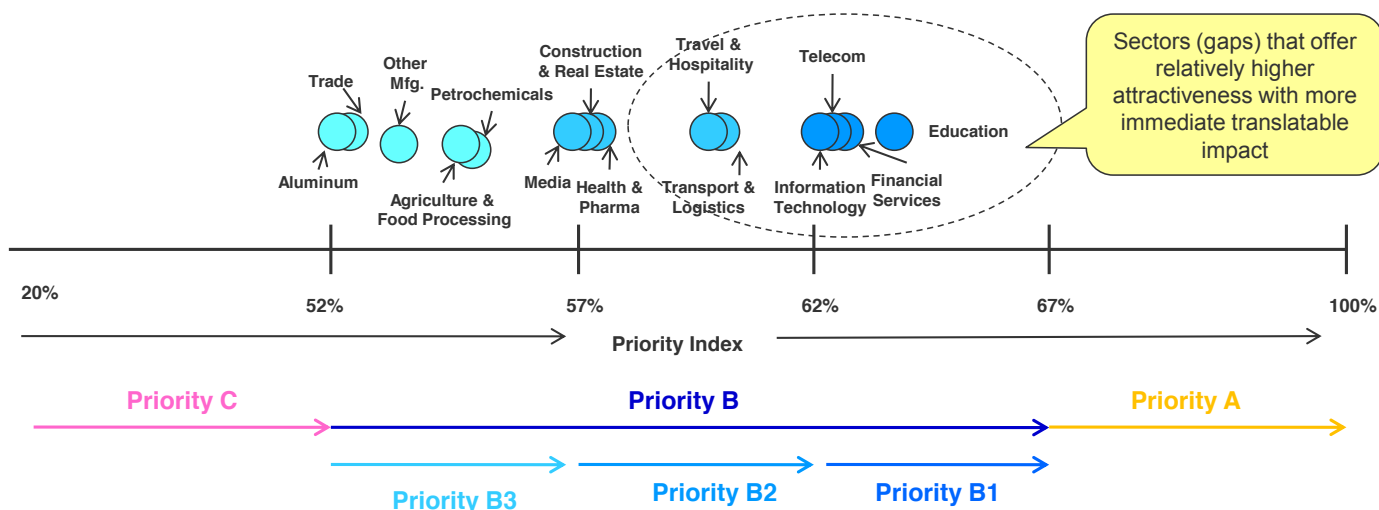 Trade
Other
Mfg.
Petrochemicals
Construction
& Real Estate
Travel &
Hospitality
Telecom
Education
Aluminum
Agriculture &
Food Processing
Media
Health &
Pharma
Transport &
Logistics
Information
Technology
Financial
Services
Sectors (gaps) that offer
relatively higher
attractiveness with more
immediate translatable
impact
20%
52%
57%
62%
67%
100%
Priority Index
Priority C
Priority B
Priority A
Priority B3
Priority B2
Priority B1